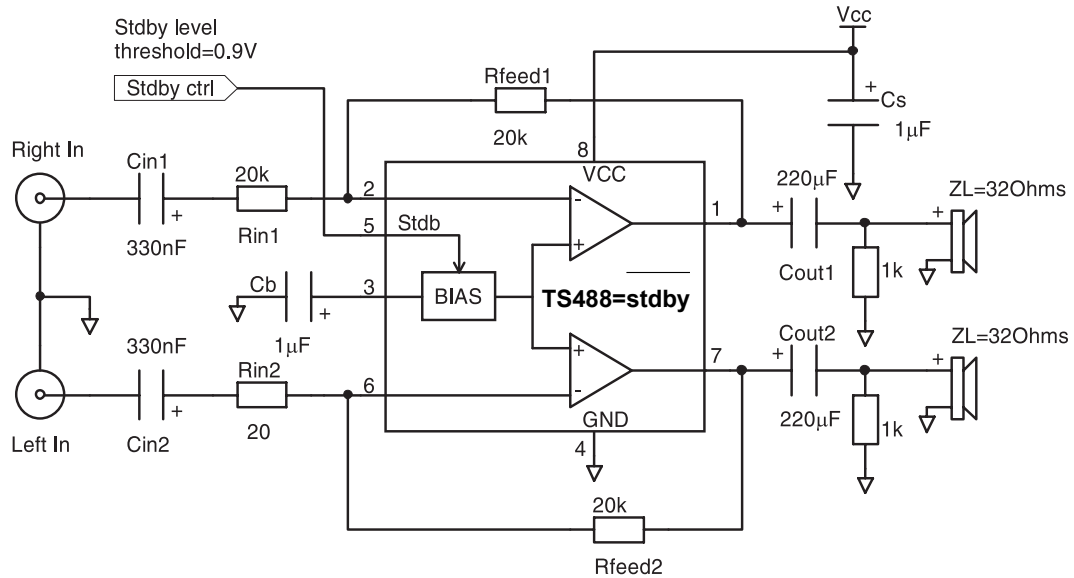 Stdby level
threshold=0.9V
Stdby ctrl
Vcc
Rfeed1
20k
+
Cs
1µF
Right In
Cin1
+
330nF
20k
Rin1
2
5
Stdb
8
VCC
-
+
1
220µF
+
Cout1
1k
ZL=32Ohms
+
Cb
+
1µF
3
BIAS
TS488=stdby
330nF
+
Cin2
Left In
Rin2
20
6
+
-
GND
4
7
Cout2
+
220µF
1k
ZL=32Ohms
+
20k
Rfeed2